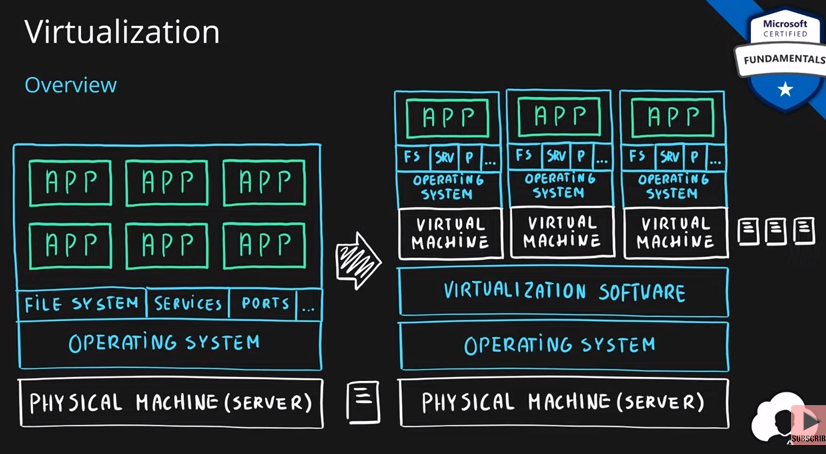 Virtualization
Overview
Microsoft
CERTIFIED
FUNDAMENTALS
APP APP APP
APP APP APP
FILE SYSTEM SERVICES PORTS ...
OPERATING SYSTEM
PHYSICAL MACHINE (SERVER)
APP APP APP
FS SRV P ... FS SRV P ... FS SRV P ...
OPERATING SYSTEM
OPERATING SYSTEM
OPERATING SYSTEM
VIRTUAL MACHINE
VIRTUAL MACHINE
VIRTUAL MACHINE
VIRTUALIZATION SOFTWARE
OPERATING SYSTEM
PHYSICAL MACHINE (SERVER)
SUBSCRIB